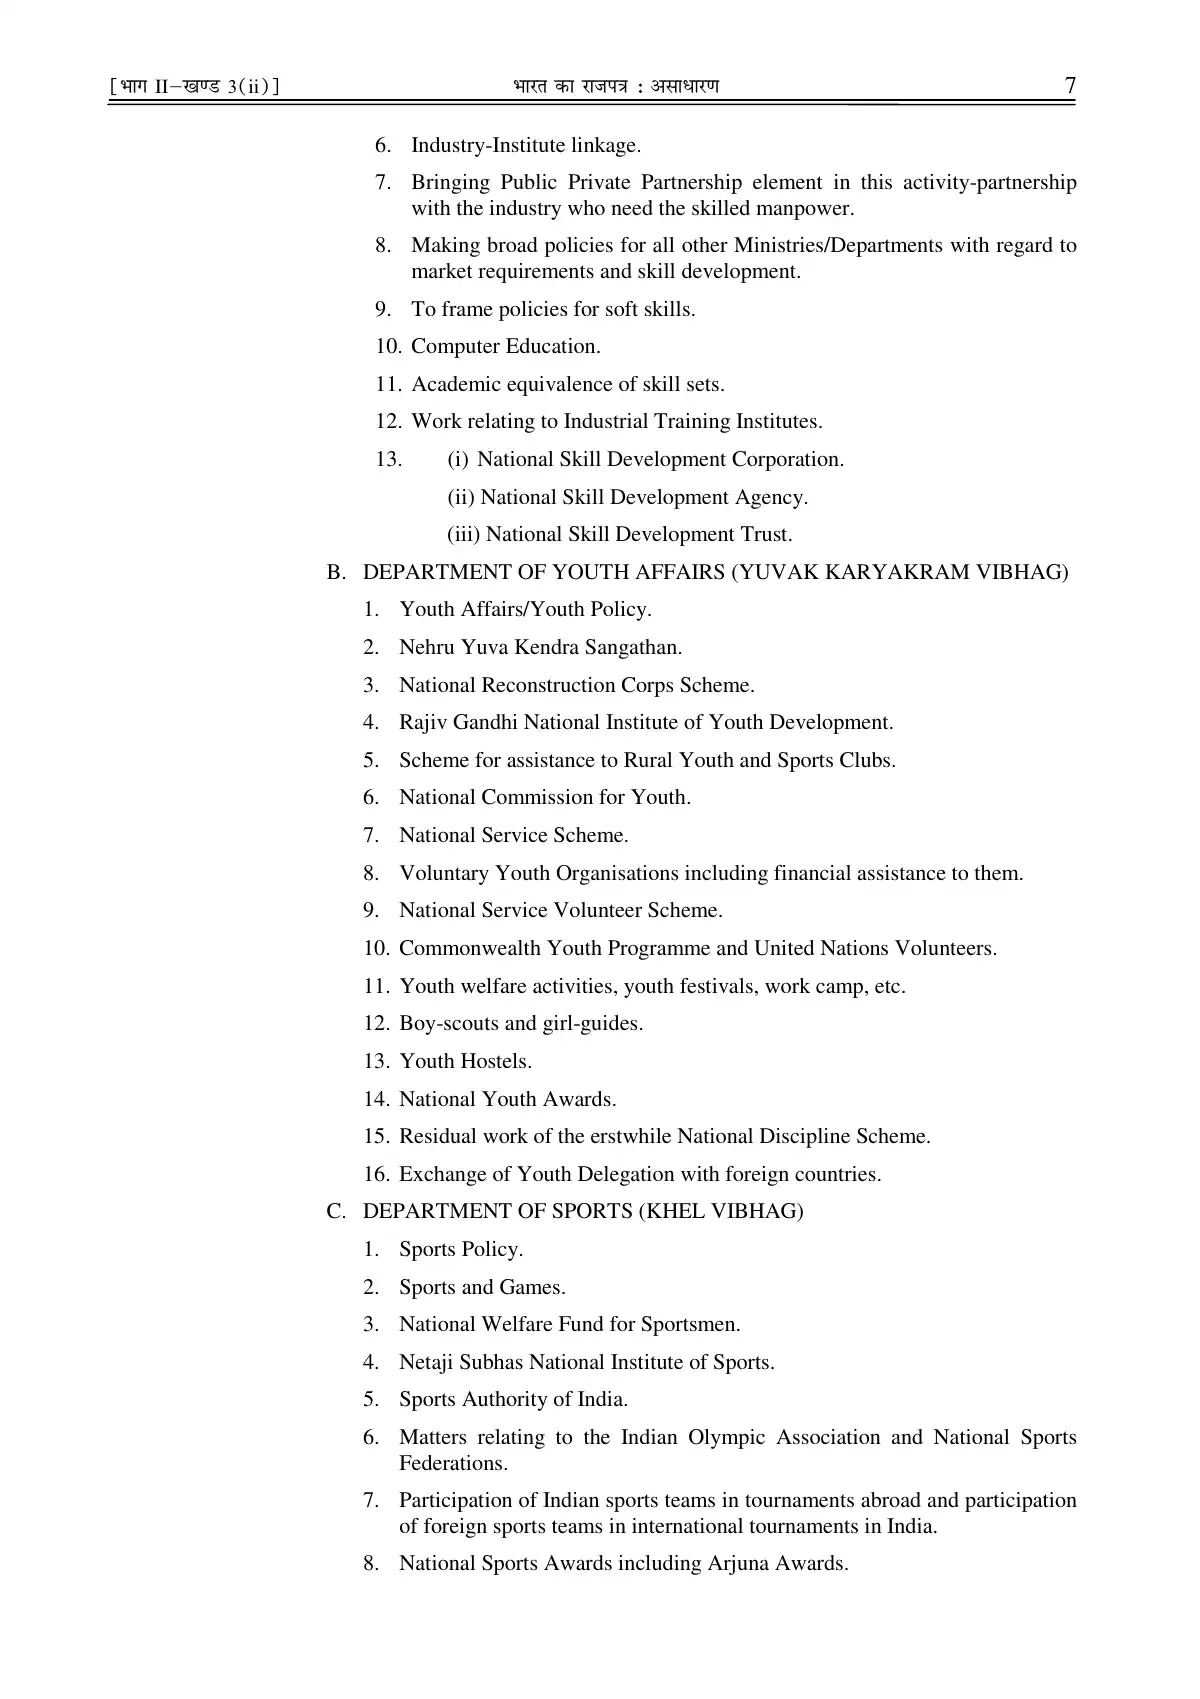 [भाग II—खण्ड 3(ii)] भारत का राजपत्र : असाधारण 7
6. Industry-Institute linkage.
7. Bringing Public Private Partnership element in this activity-partnership
with the industry who need the skilled manpower.
8. Making broad policies for all other Ministries/Departments with regard to
market requirements and skill development.
9. To frame policies for soft skills.
10. Computer Education.
11. Academic equivalence of skill sets.
12. Work relating to Industrial Training Institutes.
13. (i) National Skill Development Corporation.
(ii) National Skill Development Agency.
(iii) National Skill Development Trust.
B. DEPARTMENT OF YOUTH AFFAIRS (YUVAK KARYAKRAM VIBHAG)
1. Youth Affairs/Youth Policy.
2. Nehru Yuva Kendra Sangathan.
3. National Reconstruction Corps Scheme.
4. Rajiv Gandhi National Institute of Youth Development.
5. Scheme for assistance to Rural Youth and Sports Clubs.
6. National Commission for Youth.
7. National Service Scheme.
8. Voluntary Youth Organisations including financial assistance to them.
9. National Service Volunteer Scheme.
10. Commonwealth Youth Programme and United Nations Volunteers.
11. Youth welfare activities, youth festivals, work camp, etc.
12. Boy-scouts and girl-guides.
13. Youth Hostels.
14. National Youth Awards.
15. Residual work of the erstwhile National Discipline Scheme.
16. Exchange of Youth Delegation with foreign countries.
C. DEPARTMENT OF SPORTS (KHEL VIBHAG)
1. Sports Policy.
2. Sports and Games.
3. National Welfare Fund for Sportsmen.
4. Netaji Subhas National Institute of Sports.
5. Sports Authority of India.
6. Matters relating to the Indian Olympic Association and National Sports
Federations.
7. Participation of Indian sports teams in tournaments abroad and participation
of foreign sports teams in international tournaments in India.
8. National Sports Awards including Arjuna Awards.